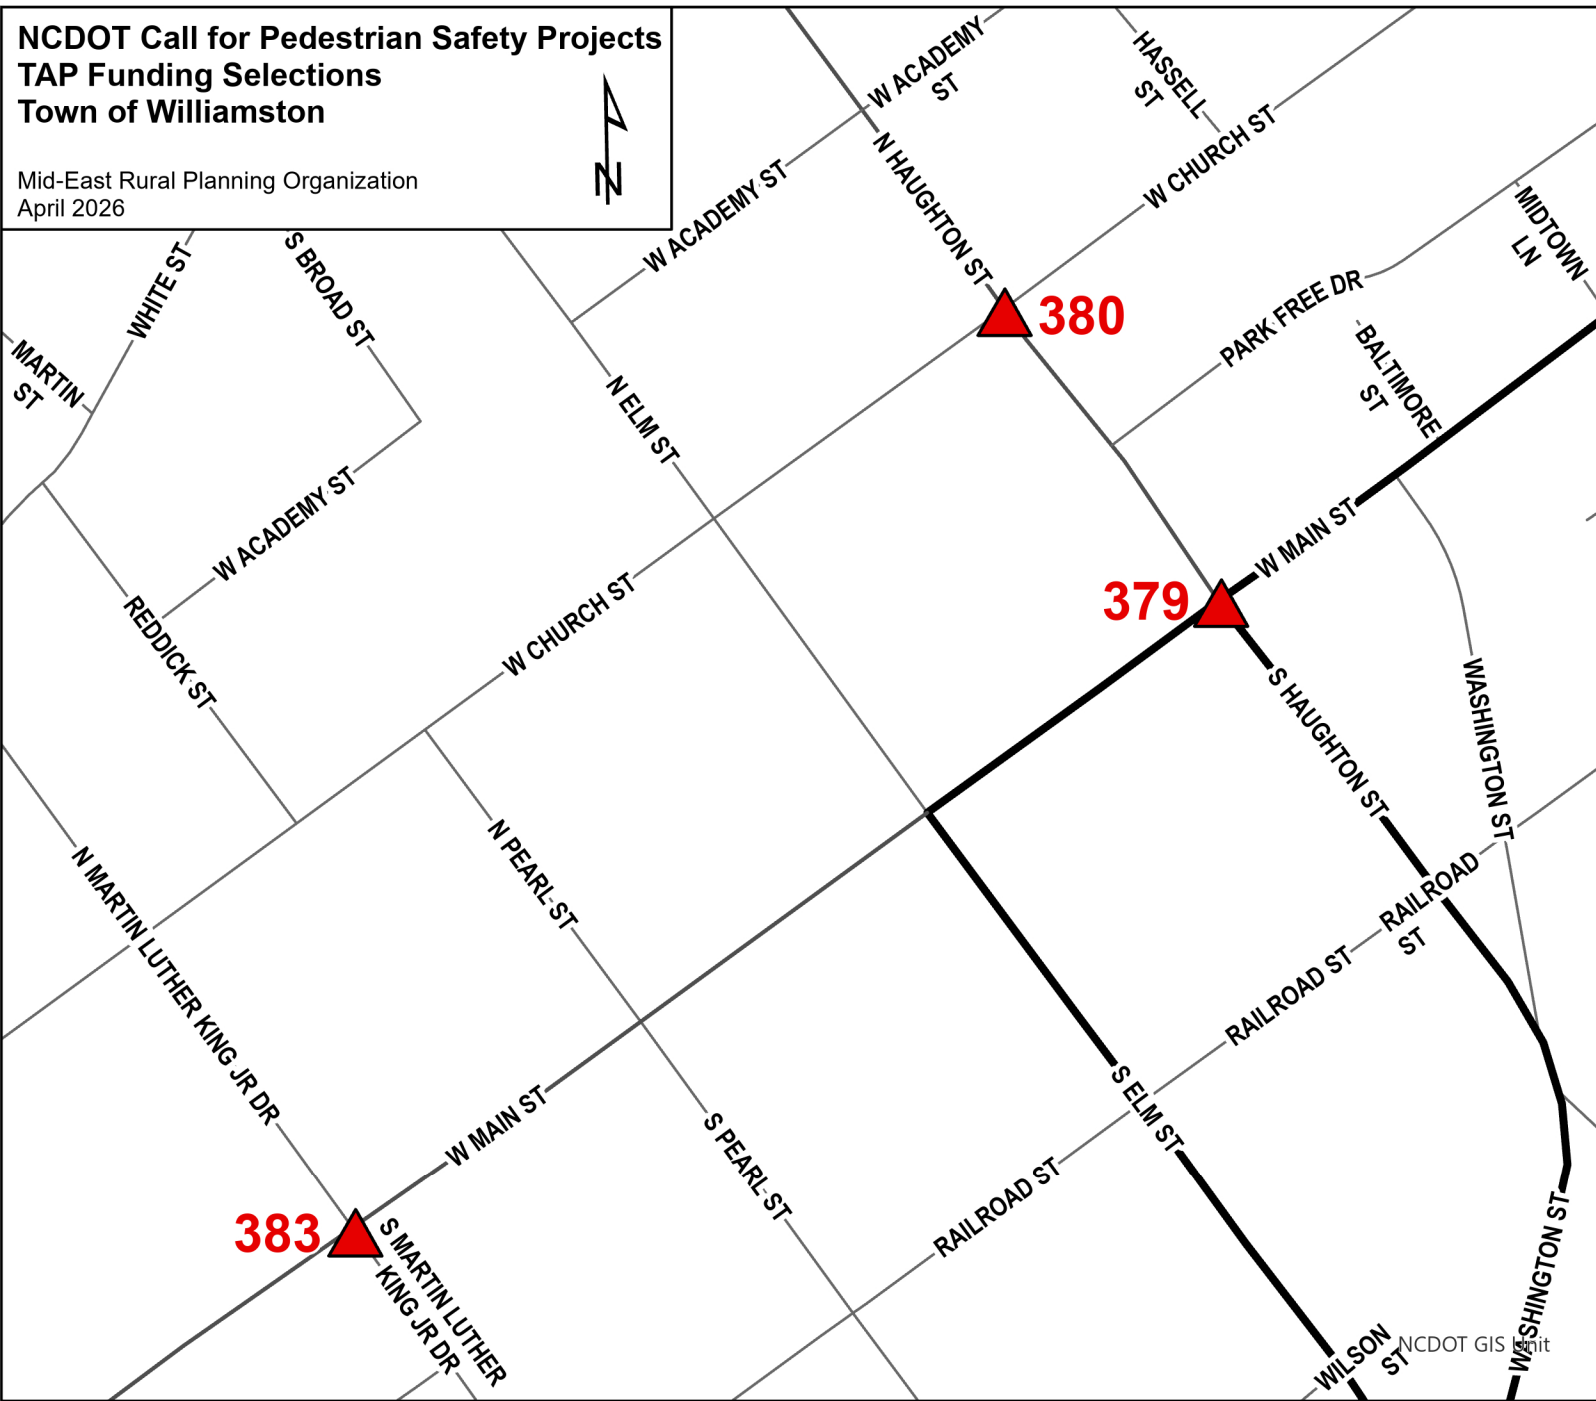 NCDOT Call for Pedestrian Safety Projects
TAP Funding Selections
Town of Williamston
Mid-East Rural Planning Organization
April 2026
N
W ACADEMY
ST
HASSELL
ST
W CHURCH ST
N HAUGHTON ST
W ACADEMY ST
MIDTOWN
LN
WHITE ST
S BROAD ST
380
PARK FREE DR
MARTIN
ST
BALTIMORE
ST
N ELM ST
W ACADEMY ST
W MAIN ST
379
W CHURCH ST
REDDICK ST
S HAUGHTON ST
WASHINGTON ST
N PEARL ST
RAILROAD
ST
N MARTIN LUTHER KING JR DR
RAILROAD ST
S ELM ST
W MAIN ST
S PEARL ST
RAILROAD ST
383
S MARTIN LUTHER
KING JR DR
WASHINGTON ST
WILSON
ST
NCDOT GIS Unit